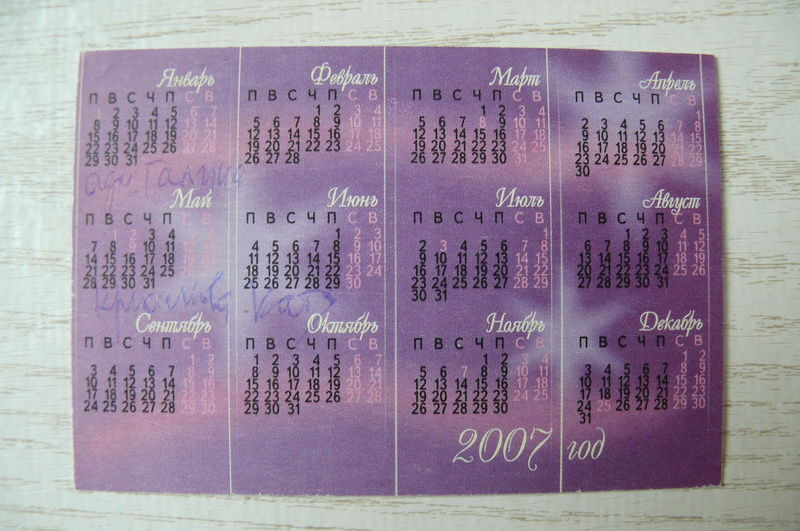 Январь
П В С Ч П С В
1 2 3 4 5 6 7
8 9 10 11 12 13 14
15 16 17 18 19 20 21
22 23 24 25 26 27 28
29 30 31
Февраль
П В С Ч П С В
1 2 3 4
5 6 7 8 9 10 11
12 13 14 15 16 17 18
19 20 21 22 23 24 25
26 27 28
Март
П В С Ч П С В
1 2 3 4
5 6 7 8 9 10 11
12 13 14 15 16 17 18
19 20 21 22 23 24 25
26 27 28 29 30 31
Апрель
П В С Ч П С В
1
2 3 4 5 6 7 8
9 10 11 12 13 14 15
16 17 18 19 20 21 22
23 24 25 26 27 28 29
30
адм. Галина
Май
П В С Ч П С В
1 2 3 4 5 6
7 8 9 10 11 12 13
14 15 16 17 18 19 20
21 22 23 24 25 26 27
28 29 30 31
Июнь
П В С Ч П С В
1 2 3
4 5 6 7 8 9 10
11 12 13 14 15 16 17
18 19 20 21 22 23 24
25 26 27 28 29 30
Июль
П В С Ч П С В
1
2 3 4 5 6 7 8
9 10 11 12 13 14 15
16 17 18 19 20 21 22
23 24 25 26 27 28 29
30 31
Август
П В С Ч П С В
1 2 3 4 5
6 7 8 9 10 11 12
13 14 15 16 17 18 19
20 21 22 23 24 25 26
27 28 29 30 31
Сентябрь
П В С Ч П С В
1 2
3 4 5 6 7 8 9
10 11 12 13 14 15 16
17 18 19 20 21 22 23
24 25 26 27 28 29 30
Октябрь
П В С Ч П С В
1 2 3 4 5 6 7
8 9 10 11 12 13 14
15 16 17 18 19 20 21
22 23 24 25 26 27 28
29 30 31
Ноябрь
П В С Ч П С В
1 2 3 4
5 6 7 8 9 10 11
12 13 14 15 16 17 18
19 20 21 22 23 24 25
26 27 28 29 30
Декабрь
П В С Ч П С В
1 2
3 4 5 6 7 8 9
10 11 12 13 14 15 16
17 18 19 20 21 22 23
24 25 26 27 28 29 30
31
2007 год